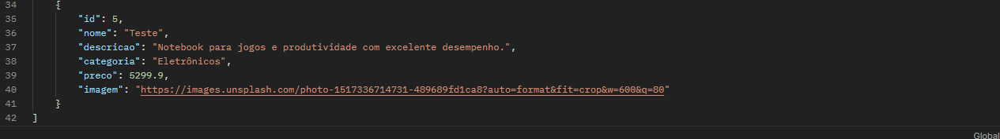 34 {
35 "id": 5,
36 "nome": "Teste",
37 "descricao": "Notebook para jogos e produtividade com excelente desempenho.",
38 "categoria": "Eletrônicos",
39 "preco": 5299.9,
40 "imagem": "https://images.unsplash.com/photo-1517336714731-489689fd1ca8?auto=format&fit=crop&w=600&q=80"
41 }
42 ]
Global